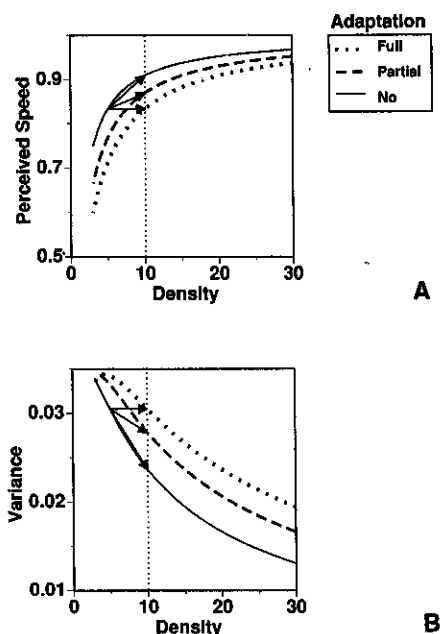 Adaptation
Full
Partial
No
0.9
0.7
0.5
Perceived Speed
0 10 20 30
Density
A
0.03
0.02
0.01
Variance
0 10 20 30
Density
B